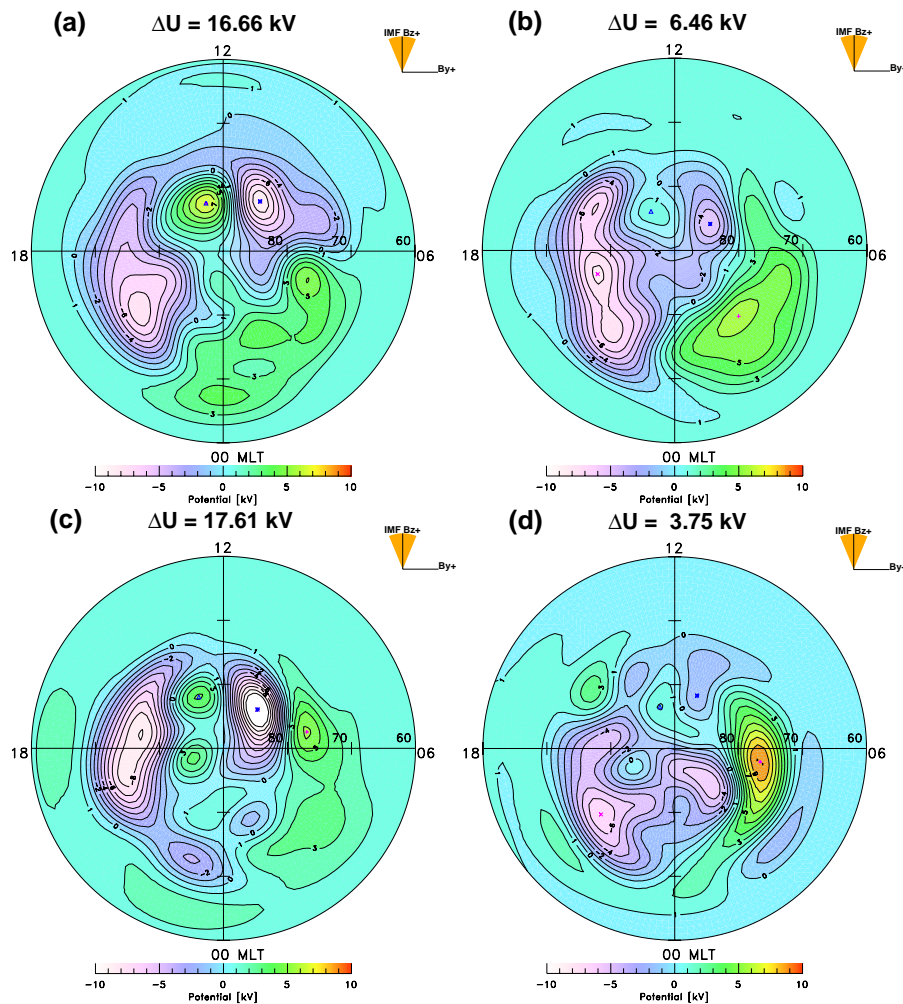 (a) ΔU = 16.66 kV
IMF Bz+
By+
12
18
80 70 60 06
00 MLT
−10 −5 0 5 10
Potential [kV]
(b) ΔU = 6.46 kV
IMF Bz+
By+
12
18
80 70 60 06
00 MLT
−10 −5 0 5 10
Potential [kV]
(c) ΔU = 17.61 kV
IMF Bz+
By+
12
18
80 70 60 06
00 MLT
−10 −5 0 5 10
Potential [kV]
(d) ΔU = 3.75 kV
IMF Bz+
By+
12
18
80 70 60 06
00 MLT
−10 −5 0 5 10
Potential [kV]